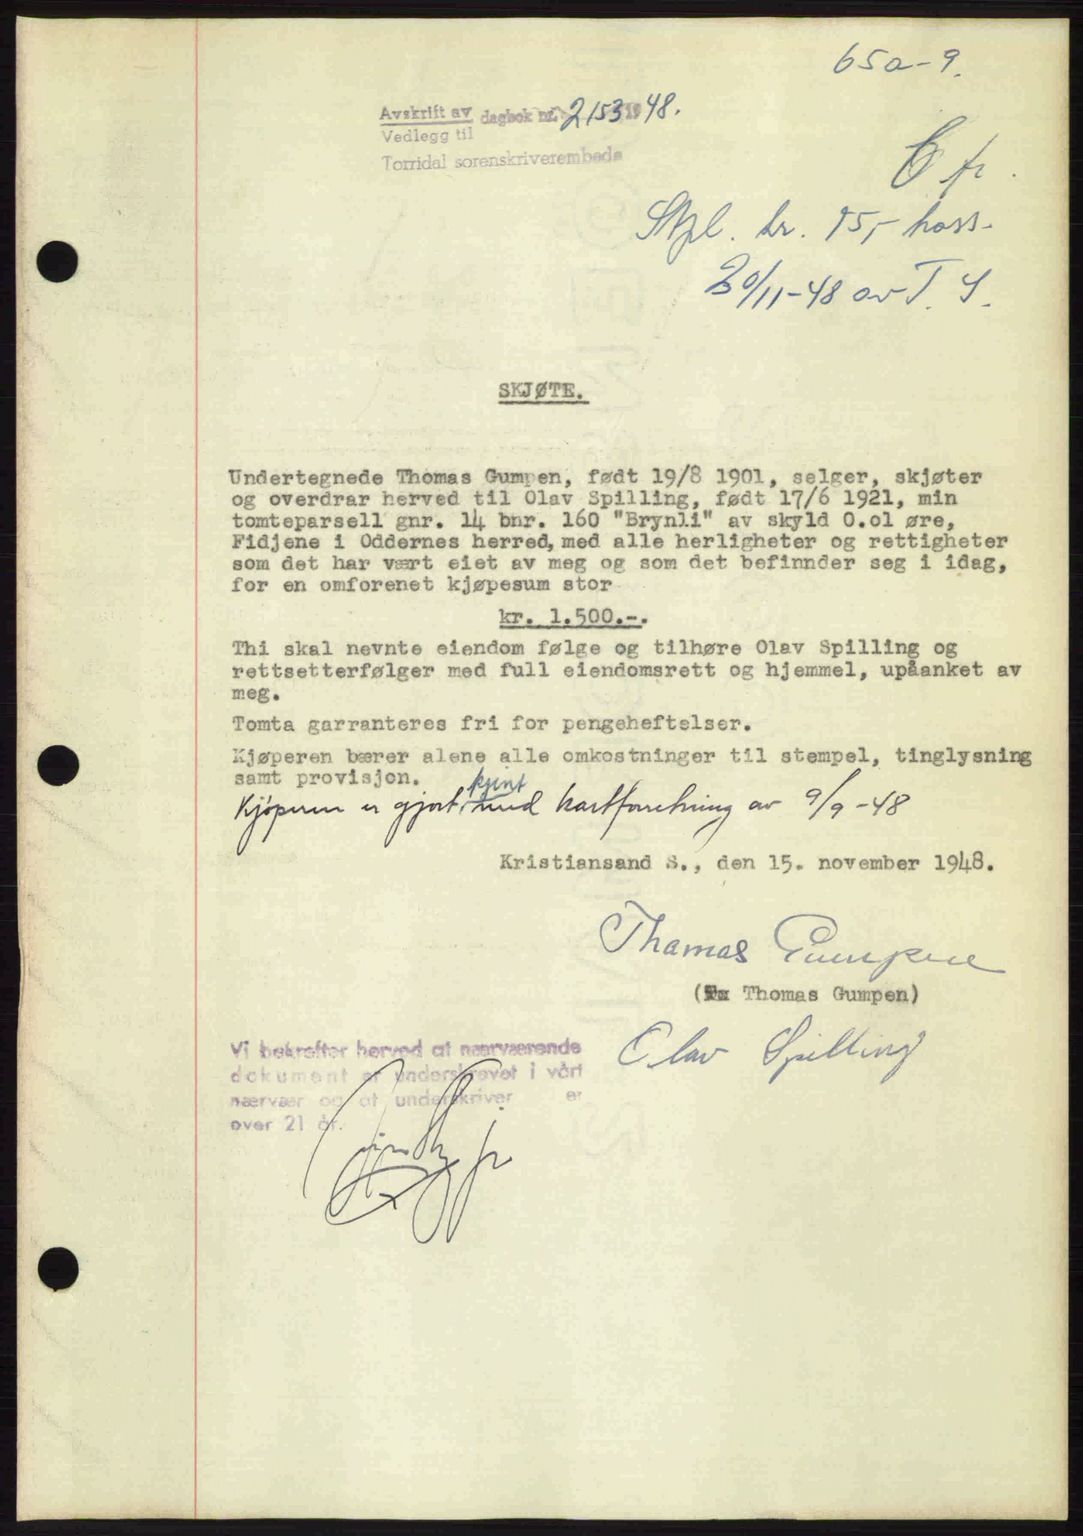 65a-9.
Avskrift av dagbok nr. 2153 1948.
Vedlegg til
Torridal sorenskriverembede
Stpl. kr. 15,- kass.
30/11-48 av T. S.
SKJØTE.
Undertegnede Thomas Gumpen, født 19/8 1901, selger, skjøter
og overdrar herved til Olav Spilling, født 17/6 1921, min
tomteparsell gnr. 14 bnr. 160 "Brynli" av skyld 0.01 øre,
Fidjene i Oddernes herred, med alle herligheter og rettigheter
som det har vært eiet av meg og som det befinnder seg i idag,
for en omforenet kjøpesum stor
kr. 1.500.-.
Thi skal nevnte eiendom følge og tilhøre Olav Spilling og
rettsetterfølger med full eiendomsrett og hjemmel, upåanket av
meg.
Tomta garranteres fri for pengeheftelser.
Kjøperen bærer alene alle omkostninger til stempel, tinglysning
samt provisjon.
Kjøperen er gjort kjent med kartforretning av 9/9-48
Kristiansand S., den 15. november 1948.
Thomas Gumpen
(Thomas Gumpen)
Olav Spilling
Vi bekrefter herved at nærværende
dokument er underskrevet i vårt
nærvær og at underskriver er
over 21 år.
jr